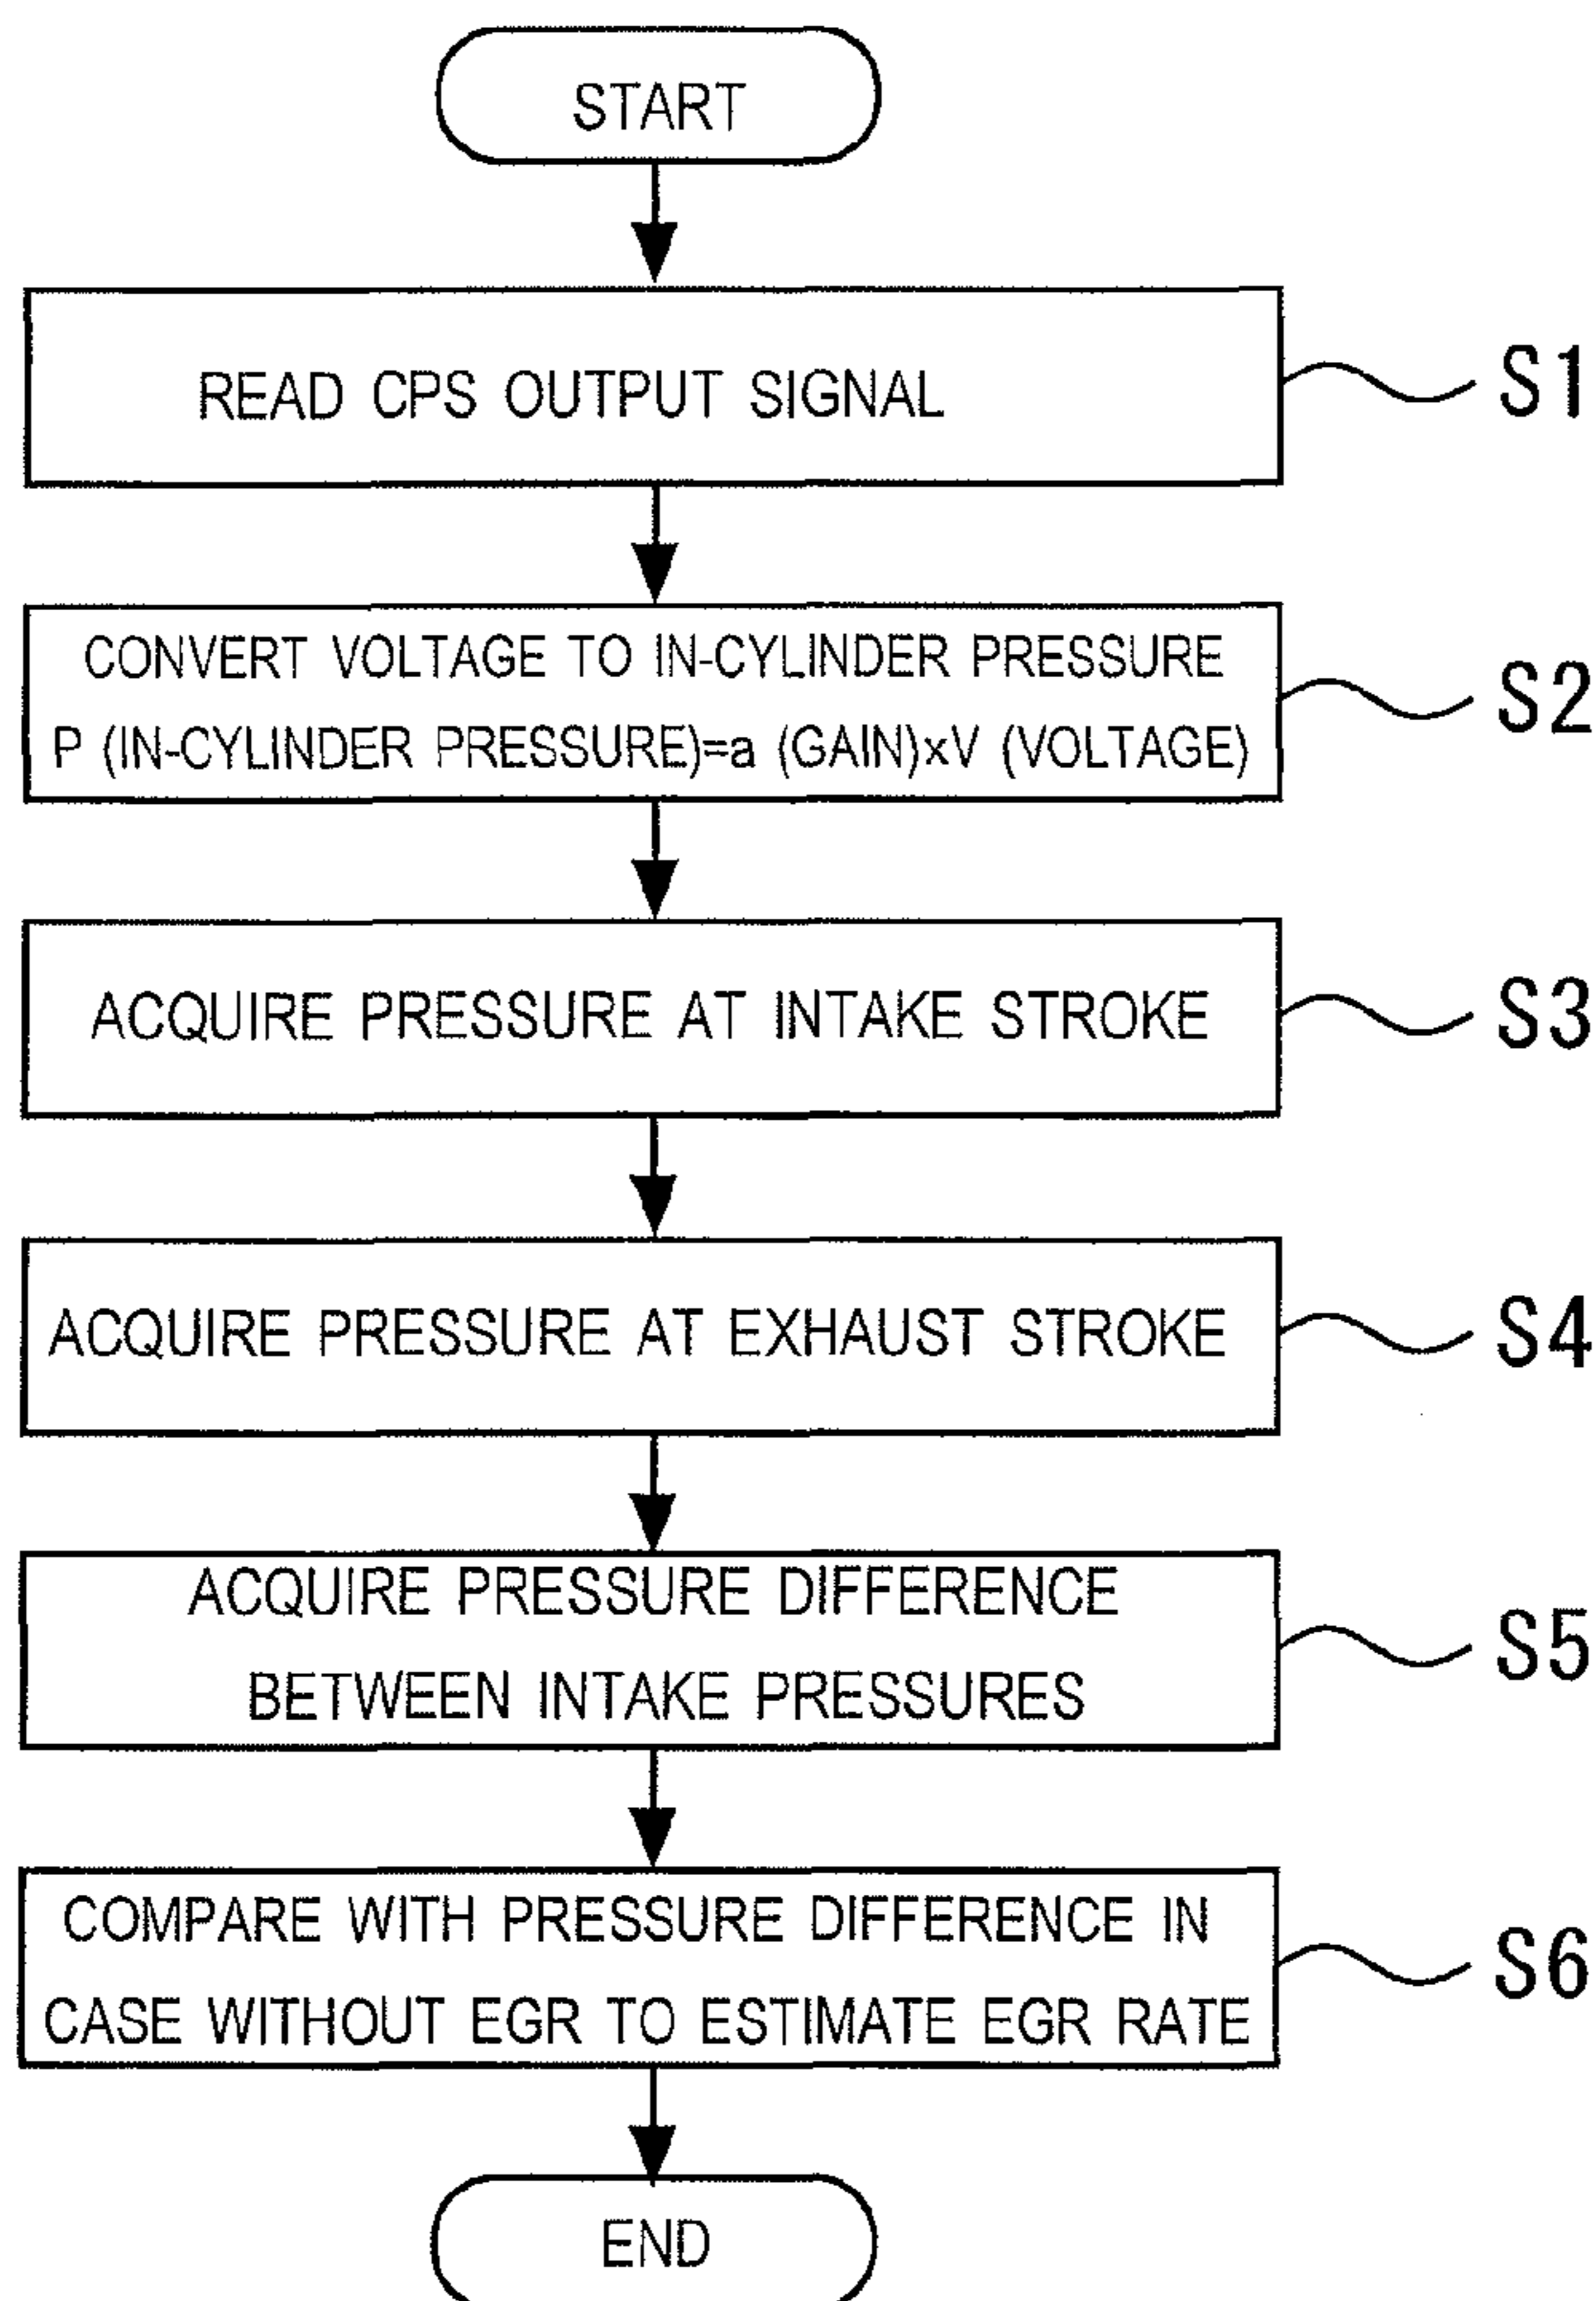 START
READ CPS OUTPUT SIGNAL
S1
CONVERT VOLTAGE TO IN-CYLINDER PRESSURE
P (IN-CYLINDER PRESSURE)=a (GAIN)×V (VOLTAGE)
S2
ACQUIRE PRESSURE AT INTAKE STROKE
S3
ACQUIRE PRESSURE AT EXHAUST STROKE
S4
ACQUIRE PRESSURE DIFFERENCE
BETWEEN INTAKE PRESSURES
S5
COMPARE WITH PRESSURE DIFFERENCE IN
CASE WITHOUT EGR TO ESTIMATE EGR RATE
S6
END